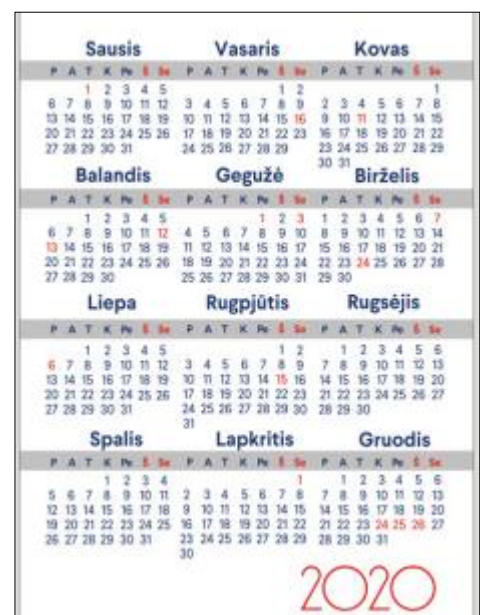 Sausis Vasaris Kovas
P A T K Pe Š Se P A T K Pe Š Se P A T K Pe Š Se
1 2 3 4 5 1 2 1
6 7 8 9 10 11 12 3 4 5 6 7 8 9 2 3 4 5 6 7 8
13 14 15 16 17 18 19 10 11 12 13 14 15 16 9 10 11 12 13 14 15
20 21 22 23 24 25 26 17 18 19 20 21 22 23 16 17 18 19 20 21 22
27 28 29 30 31 24 25 26 27 28 29 23 24 25 26 27 28 29
30 31
Balandis Gegužė Birželis
P A T K Pe Š Se P A T K Pe Š Se P A T K Pe Š Se
1 2 3 4 5 1 2 3 1 2 3 4 5 6 7
6 7 8 9 10 11 12 4 5 6 7 8 9 10 8 9 10 11 12 13 14
13 14 15 16 17 18 19 11 12 13 14 15 16 17 15 16 17 18 19 20 21
20 21 22 23 24 25 26 18 19 20 21 22 23 24 22 23 24 25 26 27 28
27 28 29 30 25 26 27 28 29 30 31 29 30
Liepa Rugpjūtis Rugsėjis
P A T K Pe Š Se P A T K Pe Š Se P A T K Pe Š Se
1 2 3 4 5 1 2 1 2 3 4 5 6
6 7 8 9 10 11 12 3 4 5 6 7 8 9 7 8 9 10 11 12 13
13 14 15 16 17 18 19 10 11 12 13 14 15 16 14 15 16 17 18 19 20
20 21 22 23 24 25 26 17 18 19 20 21 22 23 21 22 23 24 25 26 27
27 28 29 30 31 24 25 26 27 28 29 30 28 29 30
31
Spalis Lapkritis Gruodis
P A T K Pe Š Se P A T K Pe Š Se P A T K Pe Š Se
1 2 3 4 1 1 2 3 4 5 6
5 6 7 8 9 10 11 2 3 4 5 6 7 8 7 8 9 10 11 12 13
12 13 14 15 16 17 18 9 10 11 12 13 14 15 14 15 16 17 18 19 20
19 20 21 22 23 24 25 16 17 18 19 20 21 22 21 22 23 24 25 26 27
26 27 28 29 30 31 23 24 25 26 27 28 29 28 29 30 31
30
2020